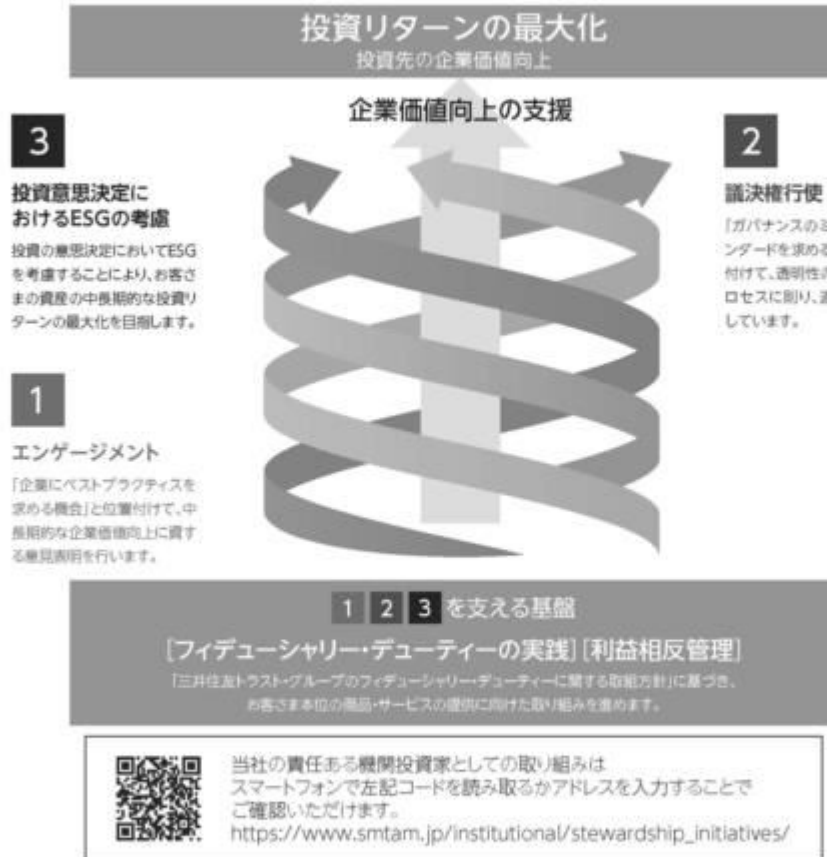 投資リターンの最大化
投資先の企業価値向上
企業価値向上の支援
3
投資意思決定に
おけるESGの考慮
投資の意思決定においてESG
を考慮することにより、お客さ
まの資産の中長期的な投資リ
ターンの最大化を目指します。
2
議決権行使
「ガバナンスのミ
ンダードを求める
付けて、透明性の
ロセスに則り、
しています。
1
エンゲージメント
「企業にベストプラクティスを
求める機会」と位置付けて、中
長期的な企業価値向上に資す
る意見表明を行います。
1 2 3 を支える基盤
[フィデューシャリー・デューティーの実践] [利益相反管理]
「三井住友トラスト・グループのフィデューシャリー・デューティーに関する取組方針」に基づき、
お客さま本位の商品・サービスの提供に向けた取り組みを進めます。
当社の責任ある機関投資家としての取り組みは
スマートフォンで左記コードを読み取るかアドレスを入力することで
ご確認いただけます。
https://www.smtam.jp/institutional/stewardship_initiatives/